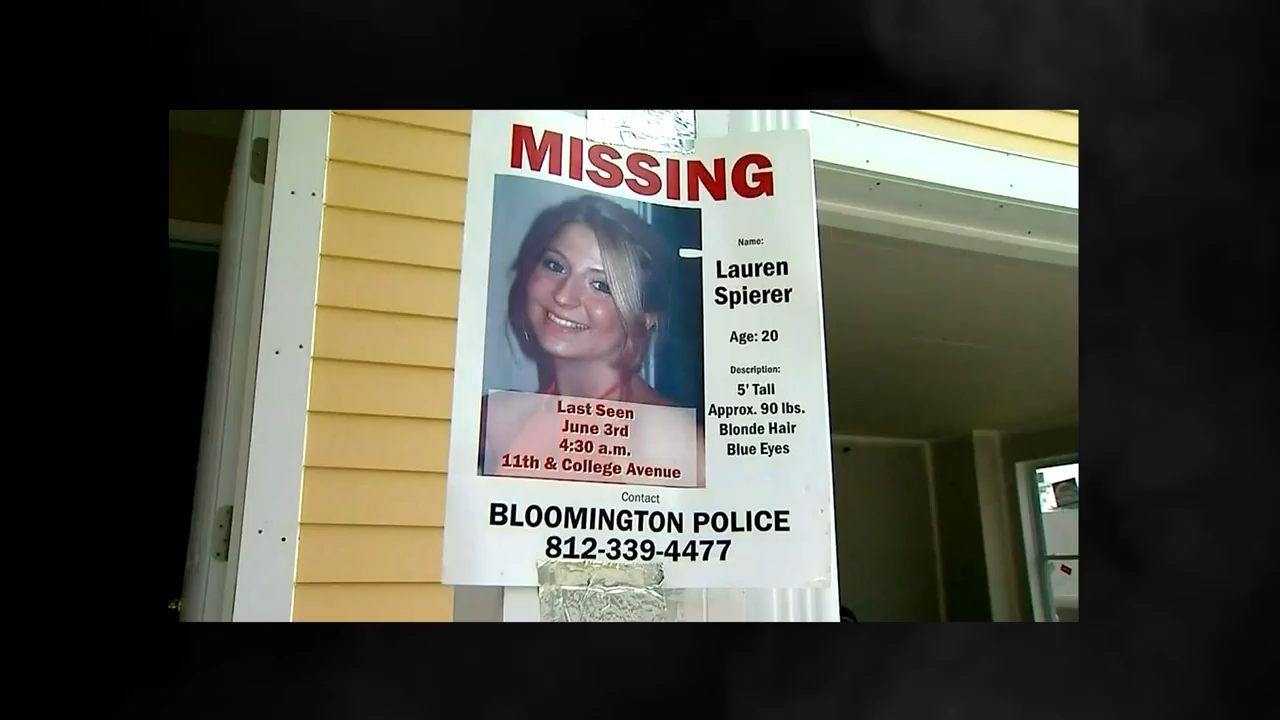 MISSING
Name:
Lauren
Spierer
Age: 20
Description:
5' Tall
Approx. 90 lbs.
Blonde Hair
Blue Eyes
Last Seen
June 3rd
4:30 a.m.
11th & College Avenue
Contact
BLOOMINGTON POLICE
812-339-4477